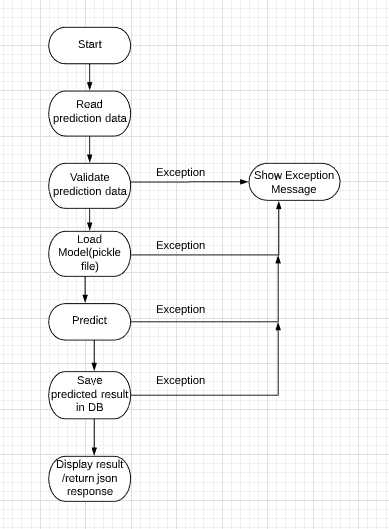 Start
Read
prediction data
Validate
prediction data
Exception
Show Exception
Message
Load
Model(pickle
file)
Exception
Predict
Exception
Save
predicted result
in DB
Exception
Display result
/return json
response